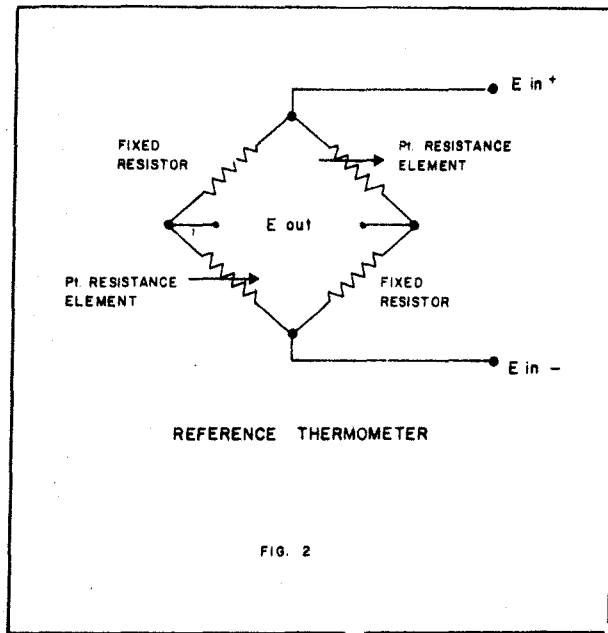 E in +
FIXED
RESISTOR
Pt. RESISTANCE
ELEMENT
E out
Pt. RESISTANCE
ELEMENT
FIXED
RESISTOR
E in -
REFERENCE THERMOMETER
FIG. 2